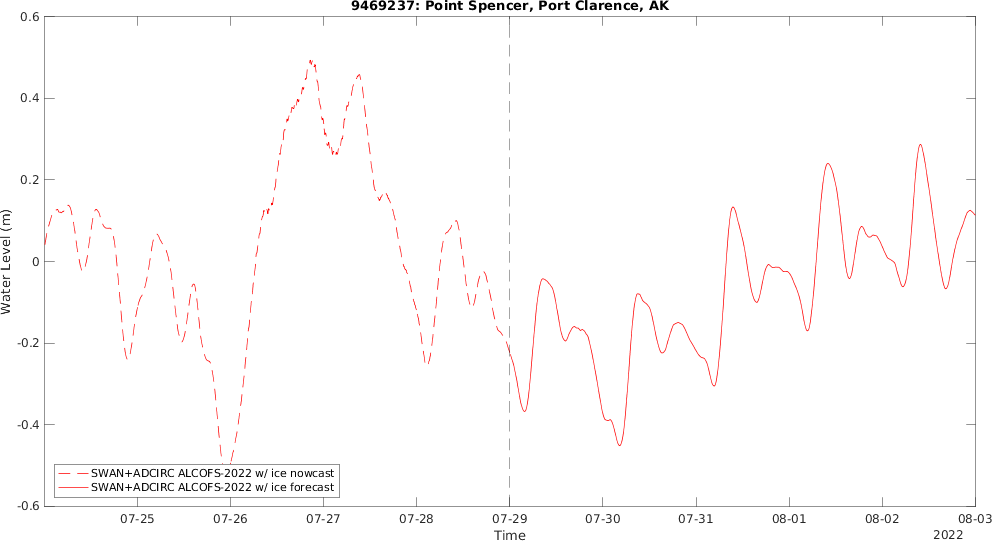 9469237: Point Spencer, Port Clarence, AK
0.6
0.4
0.2
0
-0.2
-0.4
-0.6
Water Level (m)
SWAN+ADCIRC ALCOFS-2022 w/ ice nowcast
SWAN+ADCIRC ALCOFS-2022 w/ ice forecast
07-25 07-26 07-27 07-28 07-29 07-30 07-31 08-01 08-02 08-03
Time
2022